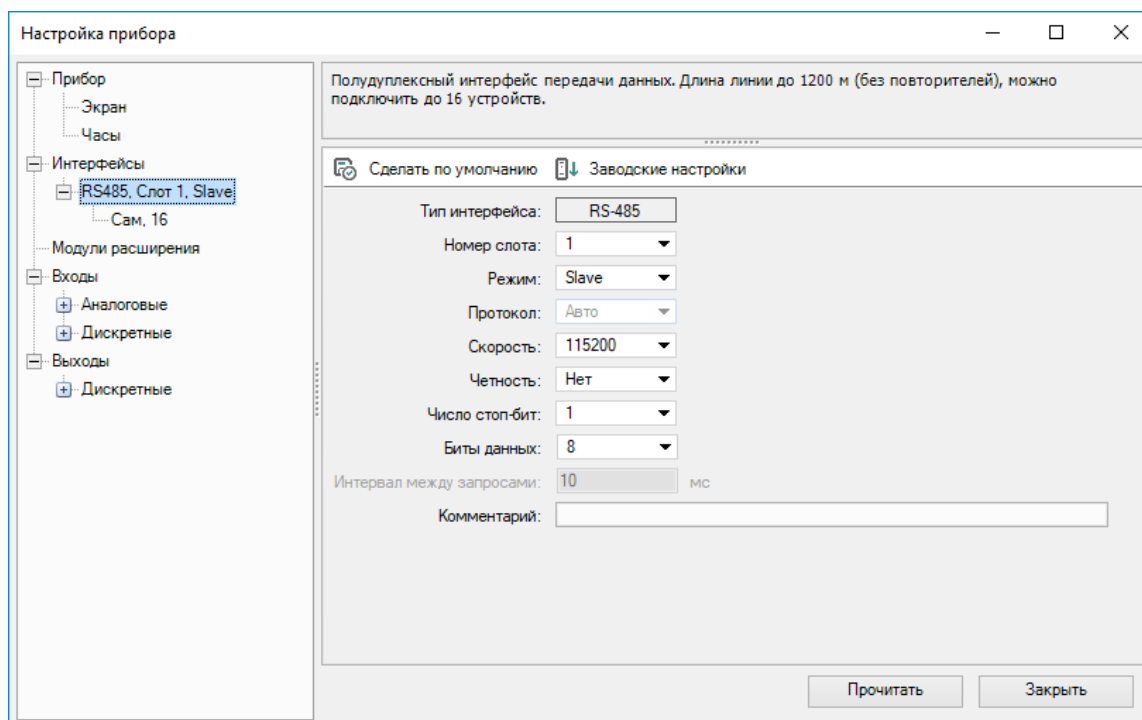 Настройка прибора
Прибор
Экран
Часы
Интерфейсы
RS485, Слот 1, Slave
Сам, 16
Модули расширения
Входы
Аналоговые
Дискретные
Выходы
Дискретные
Полудуплексный интерфейс передачи данных. Длина линии до 1200 м (без повторителей), можно
подключить до 16 устройств.
Сделать по умолчанию Заводские настройки
Тип интерфейса: RS-485
Номер слота: 1
Режим: Slave
Протокол: Авто
Скорость: 115200
Четность: Нет
Число стоп-бит: 1
Биты данных: 8
Интервал между запросами: 10 мс
Комментарий:
Прочитать Закрыть